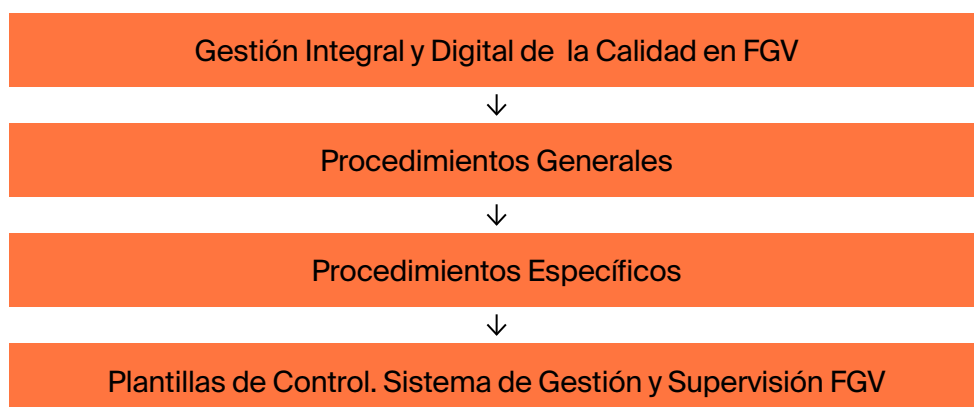 Gestión Integral y Digital de  la Calidad en FGV
↓
Procedimientos Generales
↓
Procedimientos Específicos
↓
Plantillas de Control. Sistema de Gestión y Supervisión FGV